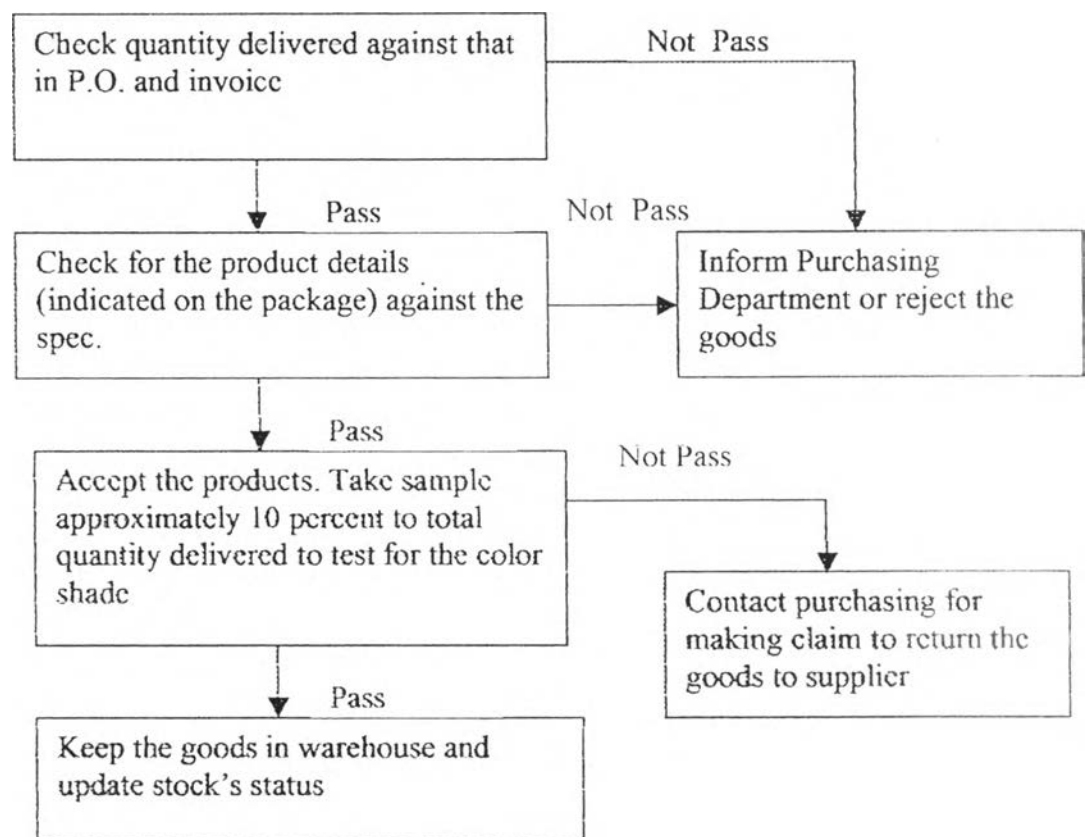 Check quantity delivered against that
in P.O. and invoice
Not Pass
Pass
Not Pass
Check for the product details
(indicated on the package) against the
spec.
Inform Purchasing
Department or reject the
goods
Pass
Not Pass
Accept the products. Take sample
approximately 10 percent to total
quantity delivered to test for the color
shade
Contact purchasing for
making claim to return the
goods to supplier
Pass
Keep the goods in warehouse and
update stock's status